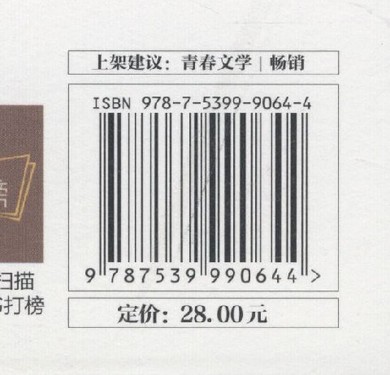 上架建议：青春文学 | 畅销
ISBN 978-7-5399-9064-4
9 787539 990644 >
扫描
打榜
定价：28.00元